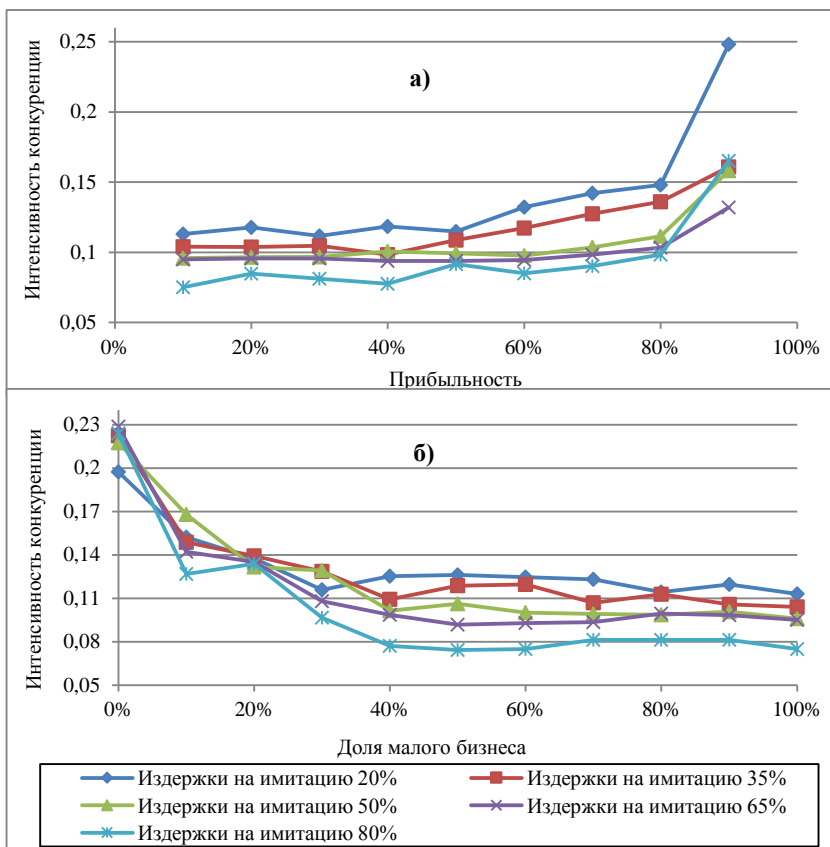 а)
Интенсивность конкуренции
0,25
0,2
0,15
0,1
0,05
0% 20% 40% 60% 80% 100%
Прибыльность
б)
Интенсивность конкуренции
0,23
0,2
0,17
0,14
0,11
0,08
0,05
0% 20% 40% 60% 80% 100%
Доля малого бизнеса
Издержки на имитацию 20% Издержки на имитацию 35%
Издержки на имитацию 50% Издержки на имитацию 65%
Издержки на имитацию 80%